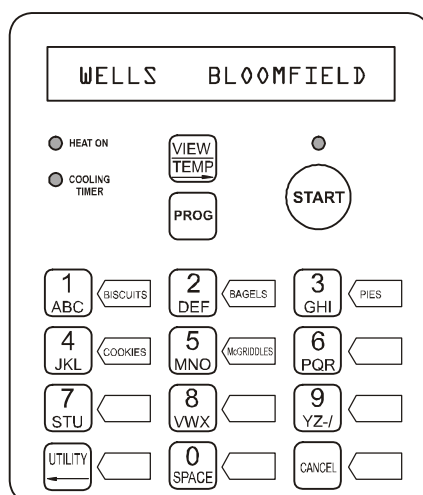 WELLS BLOOMFIELD
HEAT ON
COOLING
TIMER
VIEW
TEMP
PROG
START
1
ABC
BISCUITS
2
DEF
BAGELS
3
GHI
PIES
4
JKL
COOKIES
5
MNO
McGRIDDLES
6
PQR
7
STU
8
VWX
9
YZ-/
UTILITY
0
SPACE
CANCEL